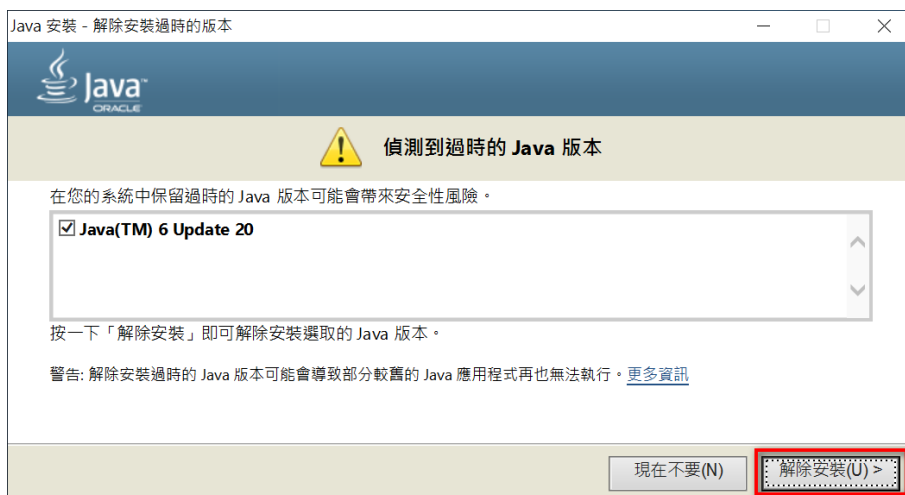 Java 安裝 - 解除安裝過時的版本
Java™
ORACLE
偵測到過時的 Java 版本
在您的系統中保留過時的 Java 版本可能會帶來安全性風險。
Java(TM) 6 Update 20
按一下「解除安裝」即可解除安裝選取的 Java 版本。
警告: 解除安裝過時的 Java 版本可能會導致部分較舊的 Java 應用程式再也無法執行。更多資訊
現在不要(N) 解除安裝(U) >